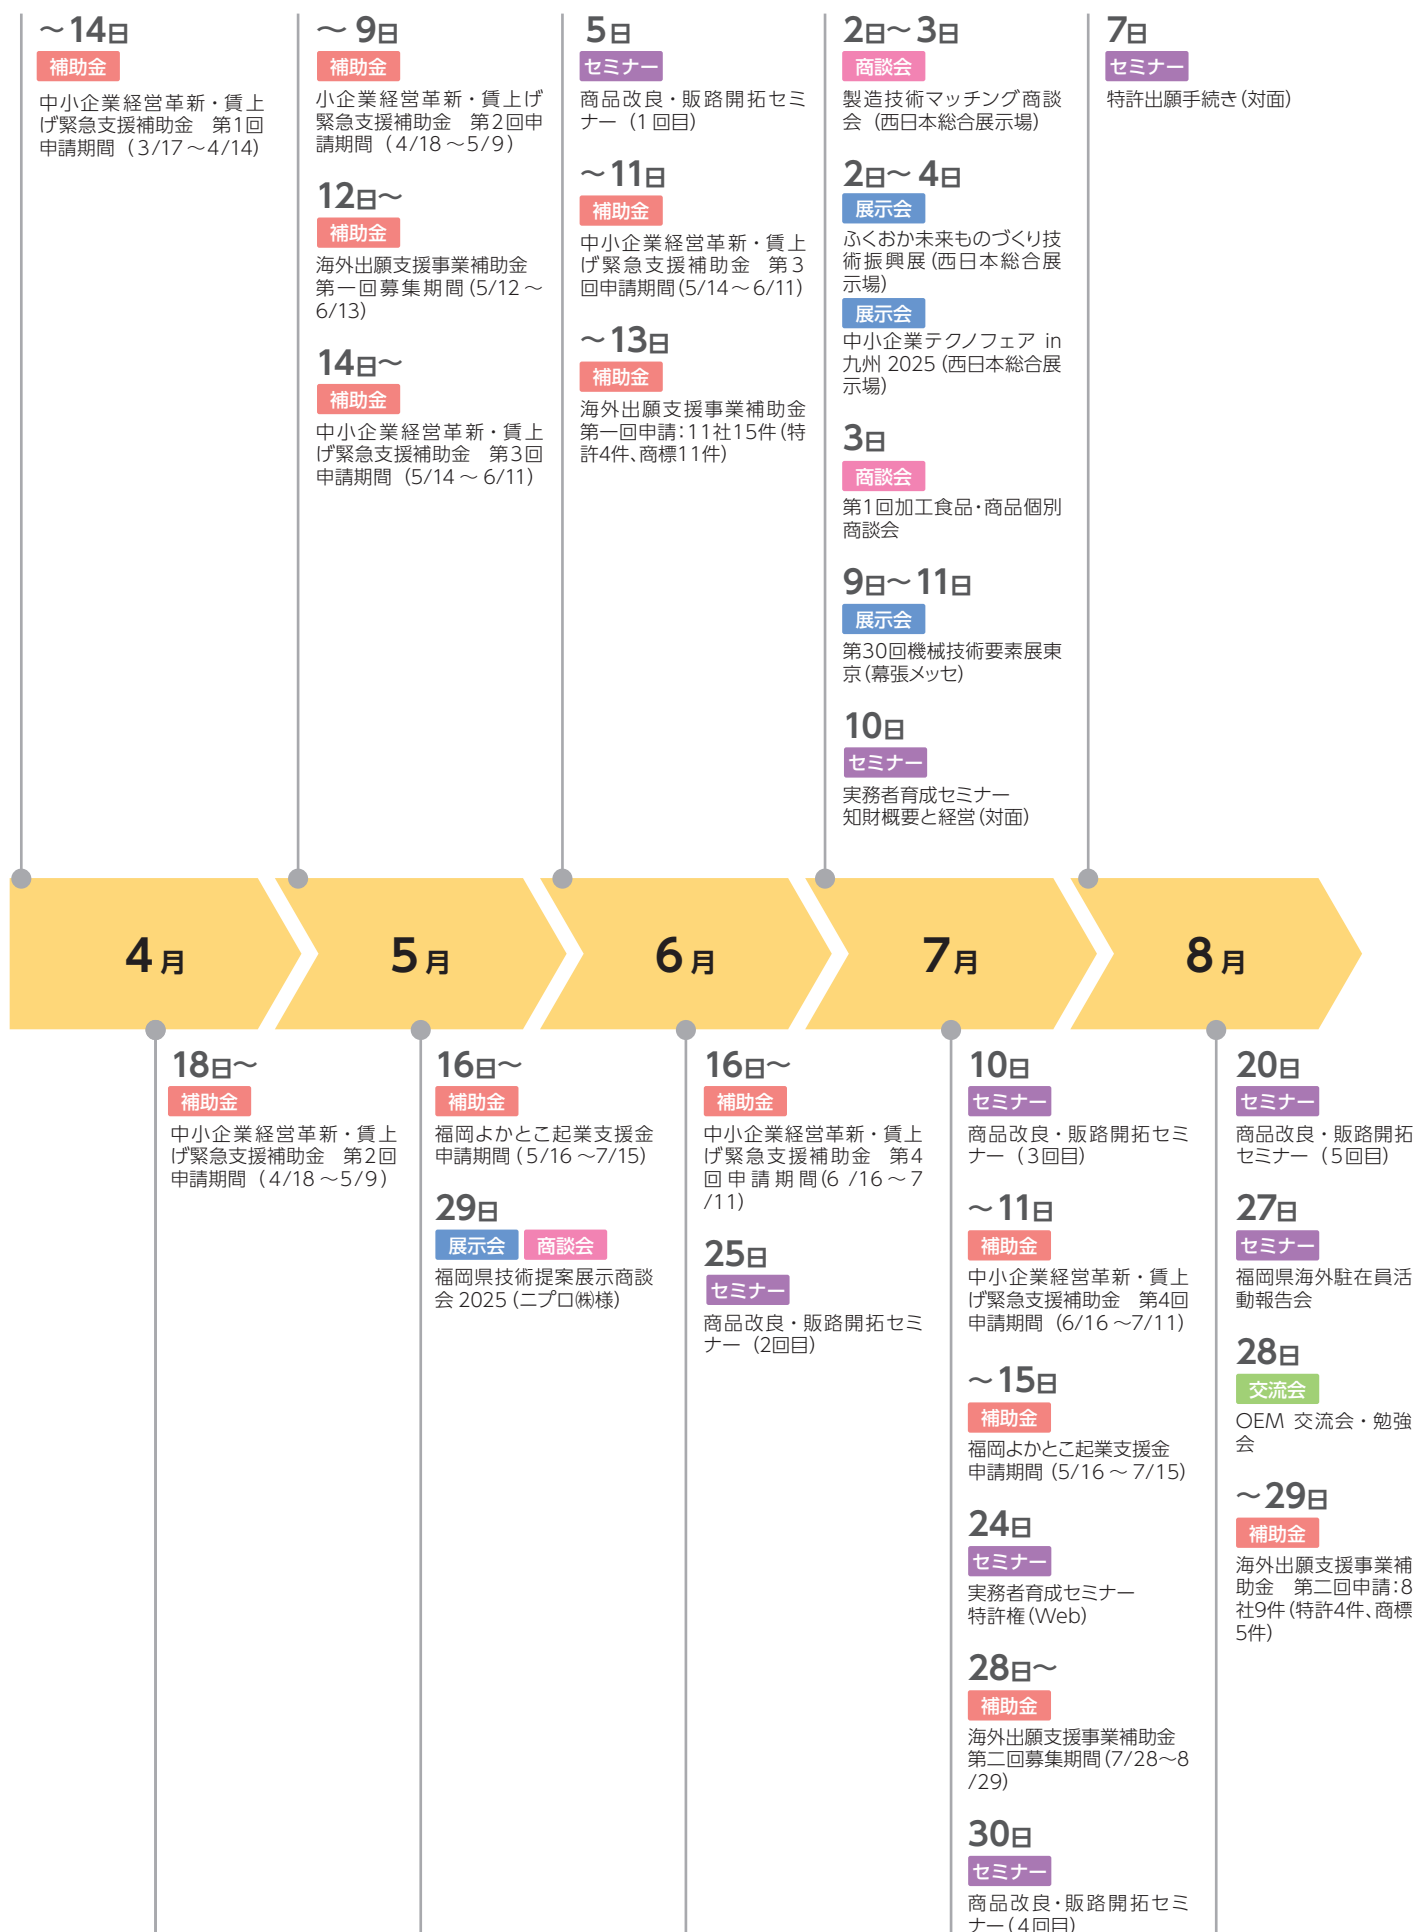 ～14日
補助金
中小企業経営革新・賃上
げ緊急支援補助金　第1回
申請期間（3/17～4/14）
～ 9日
補助金
小企業経営革新・賃上げ
緊急支援補助金　第2回申
請期間（4/18～5/9）
12日～
補助金
海外出願支援事業補助金
第一回募集期間(5/12～
6/13)
14日～
補助金
中小企業経営革新・賃上
げ緊急支援補助金　第3回
申請期間（5/14～6/11）
5日
セミナー
商品改良・販路開拓セミ
ナー（1回目）
～11日
補助金
中小企業経営革新・賃上
げ緊急支援補助金　第3
回申請期間(5/14～6/11)
～13日
補助金
海外出願支援事業補助金
第一回申請：11社15件(特
許4件、商標11件)
2日～3日
商談会
製造技術マッチング商談
会（西日本総合展示場）
2日～4日
展示会
ふくおか未来ものづくり技
術振興展(西日本総合展
示場)
展示会
中小企業テクノフェア in
九州 2025(西日本総合展
示場)
3日
商談会
第1回加工食品・商品個別
商談会
9日～11日
展示会
第30回機械技術要素展東
京(幕張メッセ)
10日
セミナー
実務者育成セミナー
知財概要と経営(対面)
7日
セミナー
特許出願手続き(対面)
4月
5月
6月
7月
8月
18日～
補助金
中小企業経営革新・賃上
げ緊急支援補助金　第2回
申請期間（4/18～5/9）
16日～
補助金
福岡よかとこ起業支援金
申請期間（5/16～7/15）
29日
展示会 商談会
福岡県技術提案展示商談
会 2025(ニプロ㈱様)
16日～
補助金
中小企業経営革新・賃上
げ緊急支援補助金　第4
回申請期間(6 /16～7
/11)
25日
セミナー
商品改良・販路開拓セミ
ナー（2回目）
10日
セミナー
商品改良・販路開拓セミ
ナー（3回目）
～11日
補助金
中小企業経営革新・賃上
げ緊急支援補助金　第4回
申請期間（6/16～7/11）
～15日
補助金
福岡よかとこ起業支援金
申請期間（5/16～7/15）
24日
セミナー
実務者育成セミナー
特許権(Web)
28日～
補助金
海外出願支援事業補助金
第二回募集期間(7/28～8
/29)
30日
セミナー
商品改良・販路開拓セミ
ナー(4回目)
20日
セミナー
商品改良・販路開拓
セミナー（5回目）
27日
セミナー
福岡県海外駐在員活
動報告会
28日
交流会
OEM 交流会・勉強
会
～29日
補助金
海外出願支援事業補
助金　第二回申請：8
社9件(特許4件、商標
5件)